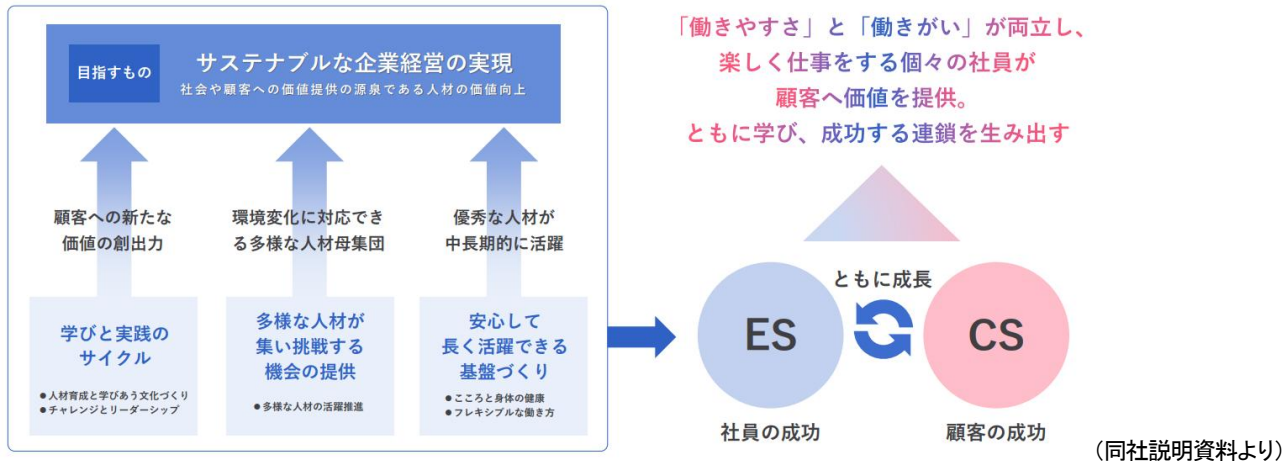 目指すもの
サステナブルな企業経営の実現
社会や顧客への価値提供の源泉である人材の価値向上
顧客への新たな
価値の創出力
環境変化に対応でき
る多様な人材母集団
優秀な人材が
中長期的に活躍
学びと実践の
サイクル
●人材育成と学びあう文化づくり
●チャレンジとリーダーシップ
多様な人材が
集い挑戦する
機会の提供
●多様な人材の活躍推進
安心して
長く活躍できる
基盤づくり
●こころと身体の健康
●フレキシブルな働き方
「働きやすさ」と「働きがい」が両立し、
楽しく仕事をする個々の社員が
顧客へ価値を提供。
ともに学び、成功する連鎖を生み出す
ともに成長
ES
CS
社員の成功
顧客の成功
(同社説明資料より)